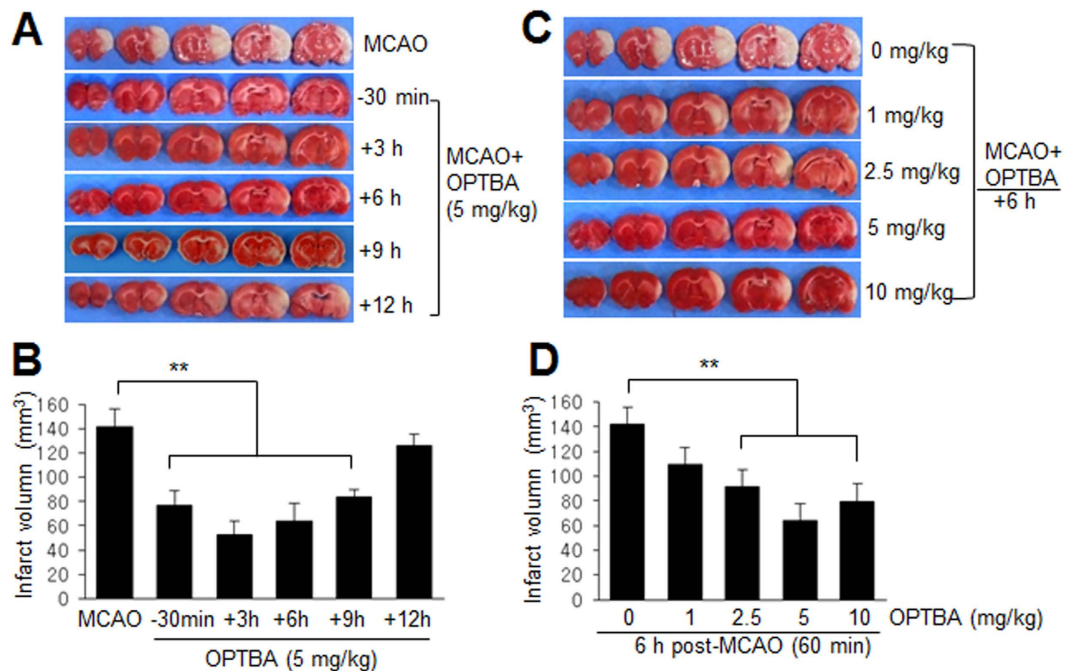 A
MCAO
-30 min
+3 h
+6 h
+9 h
+12 h
MCAO+
OPTBA
(5 mg/kg)
C
0 mg/kg
1 mg/kg
2.5 mg/kg
5 mg/kg
10 mg/kg
MCAO+
OPTBA
+6 h
B
**
Infarct volumn (mm³)
160
140
120
100
80
60
40
20
0
MCAO -30min +3h +6h +9h +12h
OPTBA (5 mg/kg)
D
**
Infarct volumn (mm³)
160
140
120
100
80
60
40
20
0
0 1 2.5 5 10 OPTBA (mg/kg)
6 h post-MCAO (60 min)